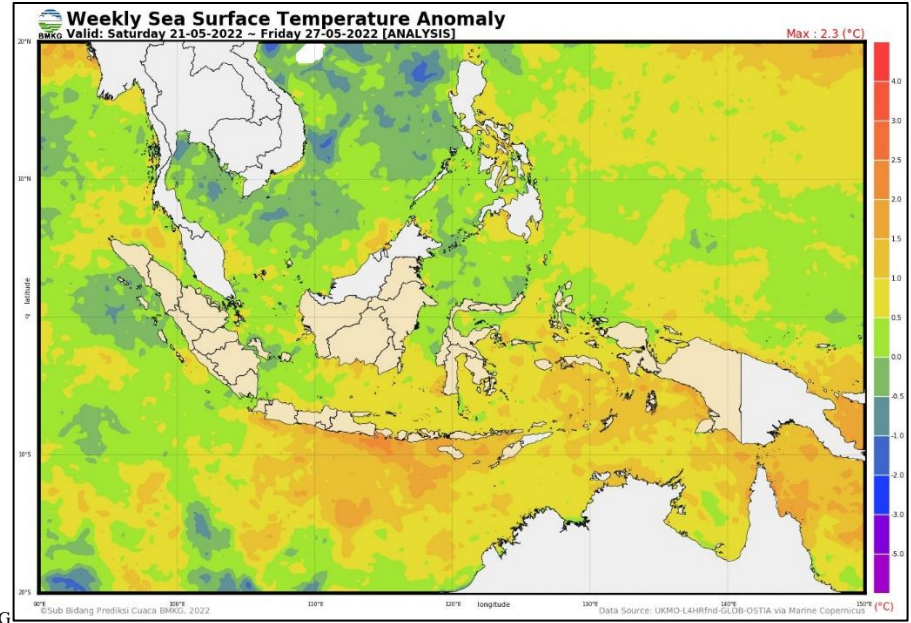 Weekly Sea Surface Temperature Anomaly
BMKG Valid: Saturday 21-05-2022 ~ Friday 27-05-2022 [ANALYSIS]
Max : 2.3 (°C)
20°N
10°N
0°
10°S
20°S
latitude
4.0
3.0
2.5
2.0
1.5
1.0
0.5
0.0
-0.5
-1.0
-2.0
-3.0
-5.0
(°C)
90°E 100°E 110°E 120°E longitude 130°E 140°E 150°E
©Sub Bidang Prediksi Cuaca BMKG, 2022
Data Source: UKMO-L4HRfnd-GLOB-OSTIA via Marine Copernicus
G